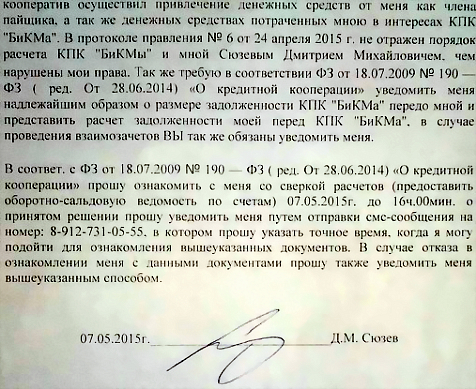 кооператив осуществил привлечение денежных средств от меня как члена
пайщика, а так же денежных средствах потраченных мною в интересах КПК
"БиКМа". В протоколе правления № 6 от 24 апреля 2015 г. не отражен порядок
расчета КПК "БиКМы" и мной Сюзевым Дмитрием Михайловичем, чем
нарушены мои права. Так же требую в соответствии ФЗ от 18.07.2009 № 190 —
ФЗ ( ред. От 28.06.2014) «О кредитной кооперации» уведомить меня
надлежайшим образом о размере задолженности КПК "БиКМа" передо мной и
представить расчет задолженности моей перед КПК "БиКМа", в случае
проведения взаимозачетов ВЫ так же обязаны уведомить меня.
В соответ. с ФЗ от 18.07.2009 № 190 — ФЗ ( ред. От 28.06.2014) «О кредитной
кооперации» прошу ознакомить с меня со сверкой расчетов (предоставить
оборотно-сальдовую ведомость по счетам) 07.05.2015г. до 16ч.00мин. о
принятом решении прошу уведомить меня путем отправки смс-сообщения на
номер: 8-912-731-05-55, в котором прошу указать точное время, когда я могу
подойти для ознакомления вышеуказанных документов. В случае отказа в
ознакомлении меня с данными документами прошу также уведомить меня
вышеуказанным способом.
07.05.2015г. Д.М. Сюзев